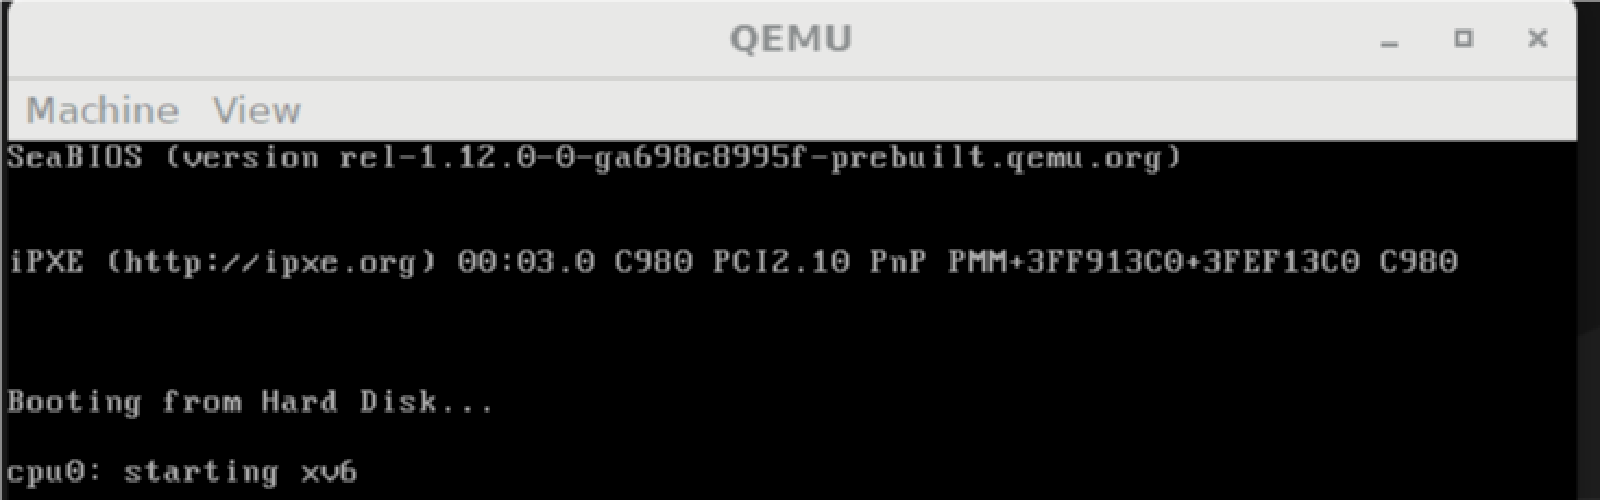 QEMU
Machine View
SeaBIOS (version rel-1.12.0-0-ga698c8995f-prebuilt.qemu.org)
iPXE (http://ipxe.org) 00:03.0 C980 PCI2.10 PnP PMM+3FF913C0+3FEF13C0 C980
Booting from Hard Disk...
cpu0: starting xv6